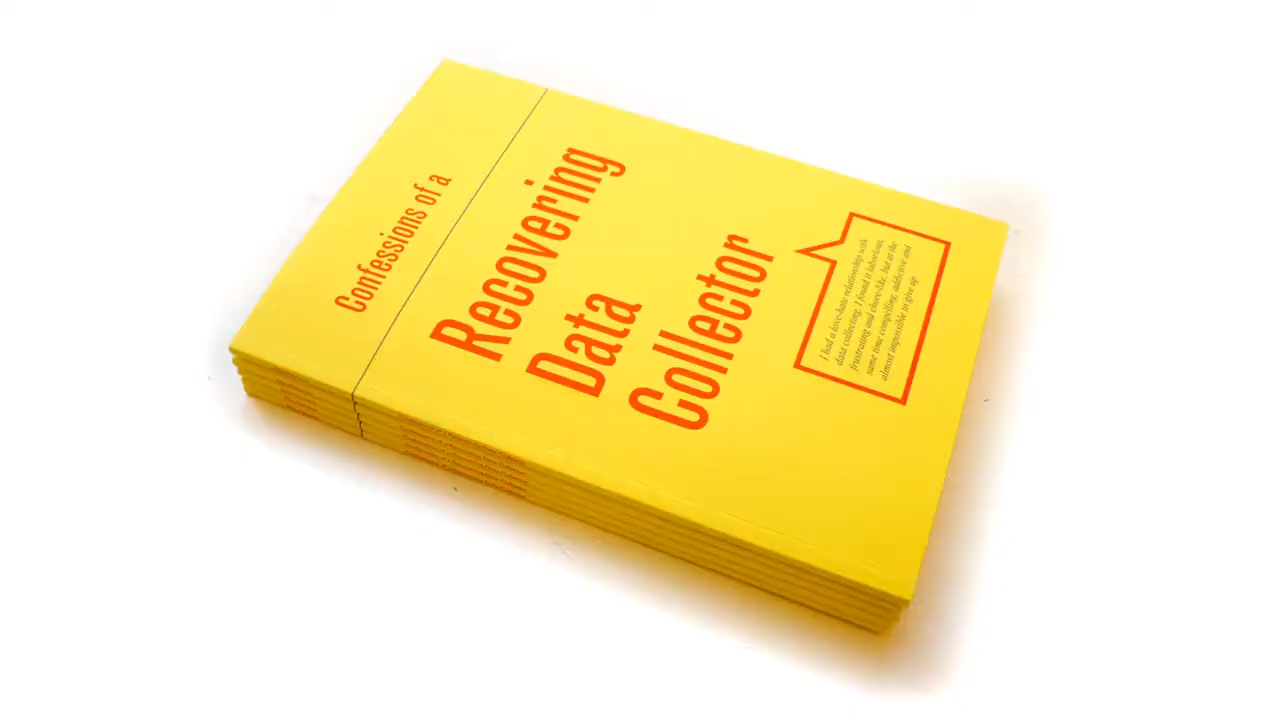 Confessions of a
Recovering
Data
Collector
I had a love-hate relationship with
data collecting. I found it laborious,
frustrating and chore-like, but at the
same time compelling, addictive and
almost impossible to give up